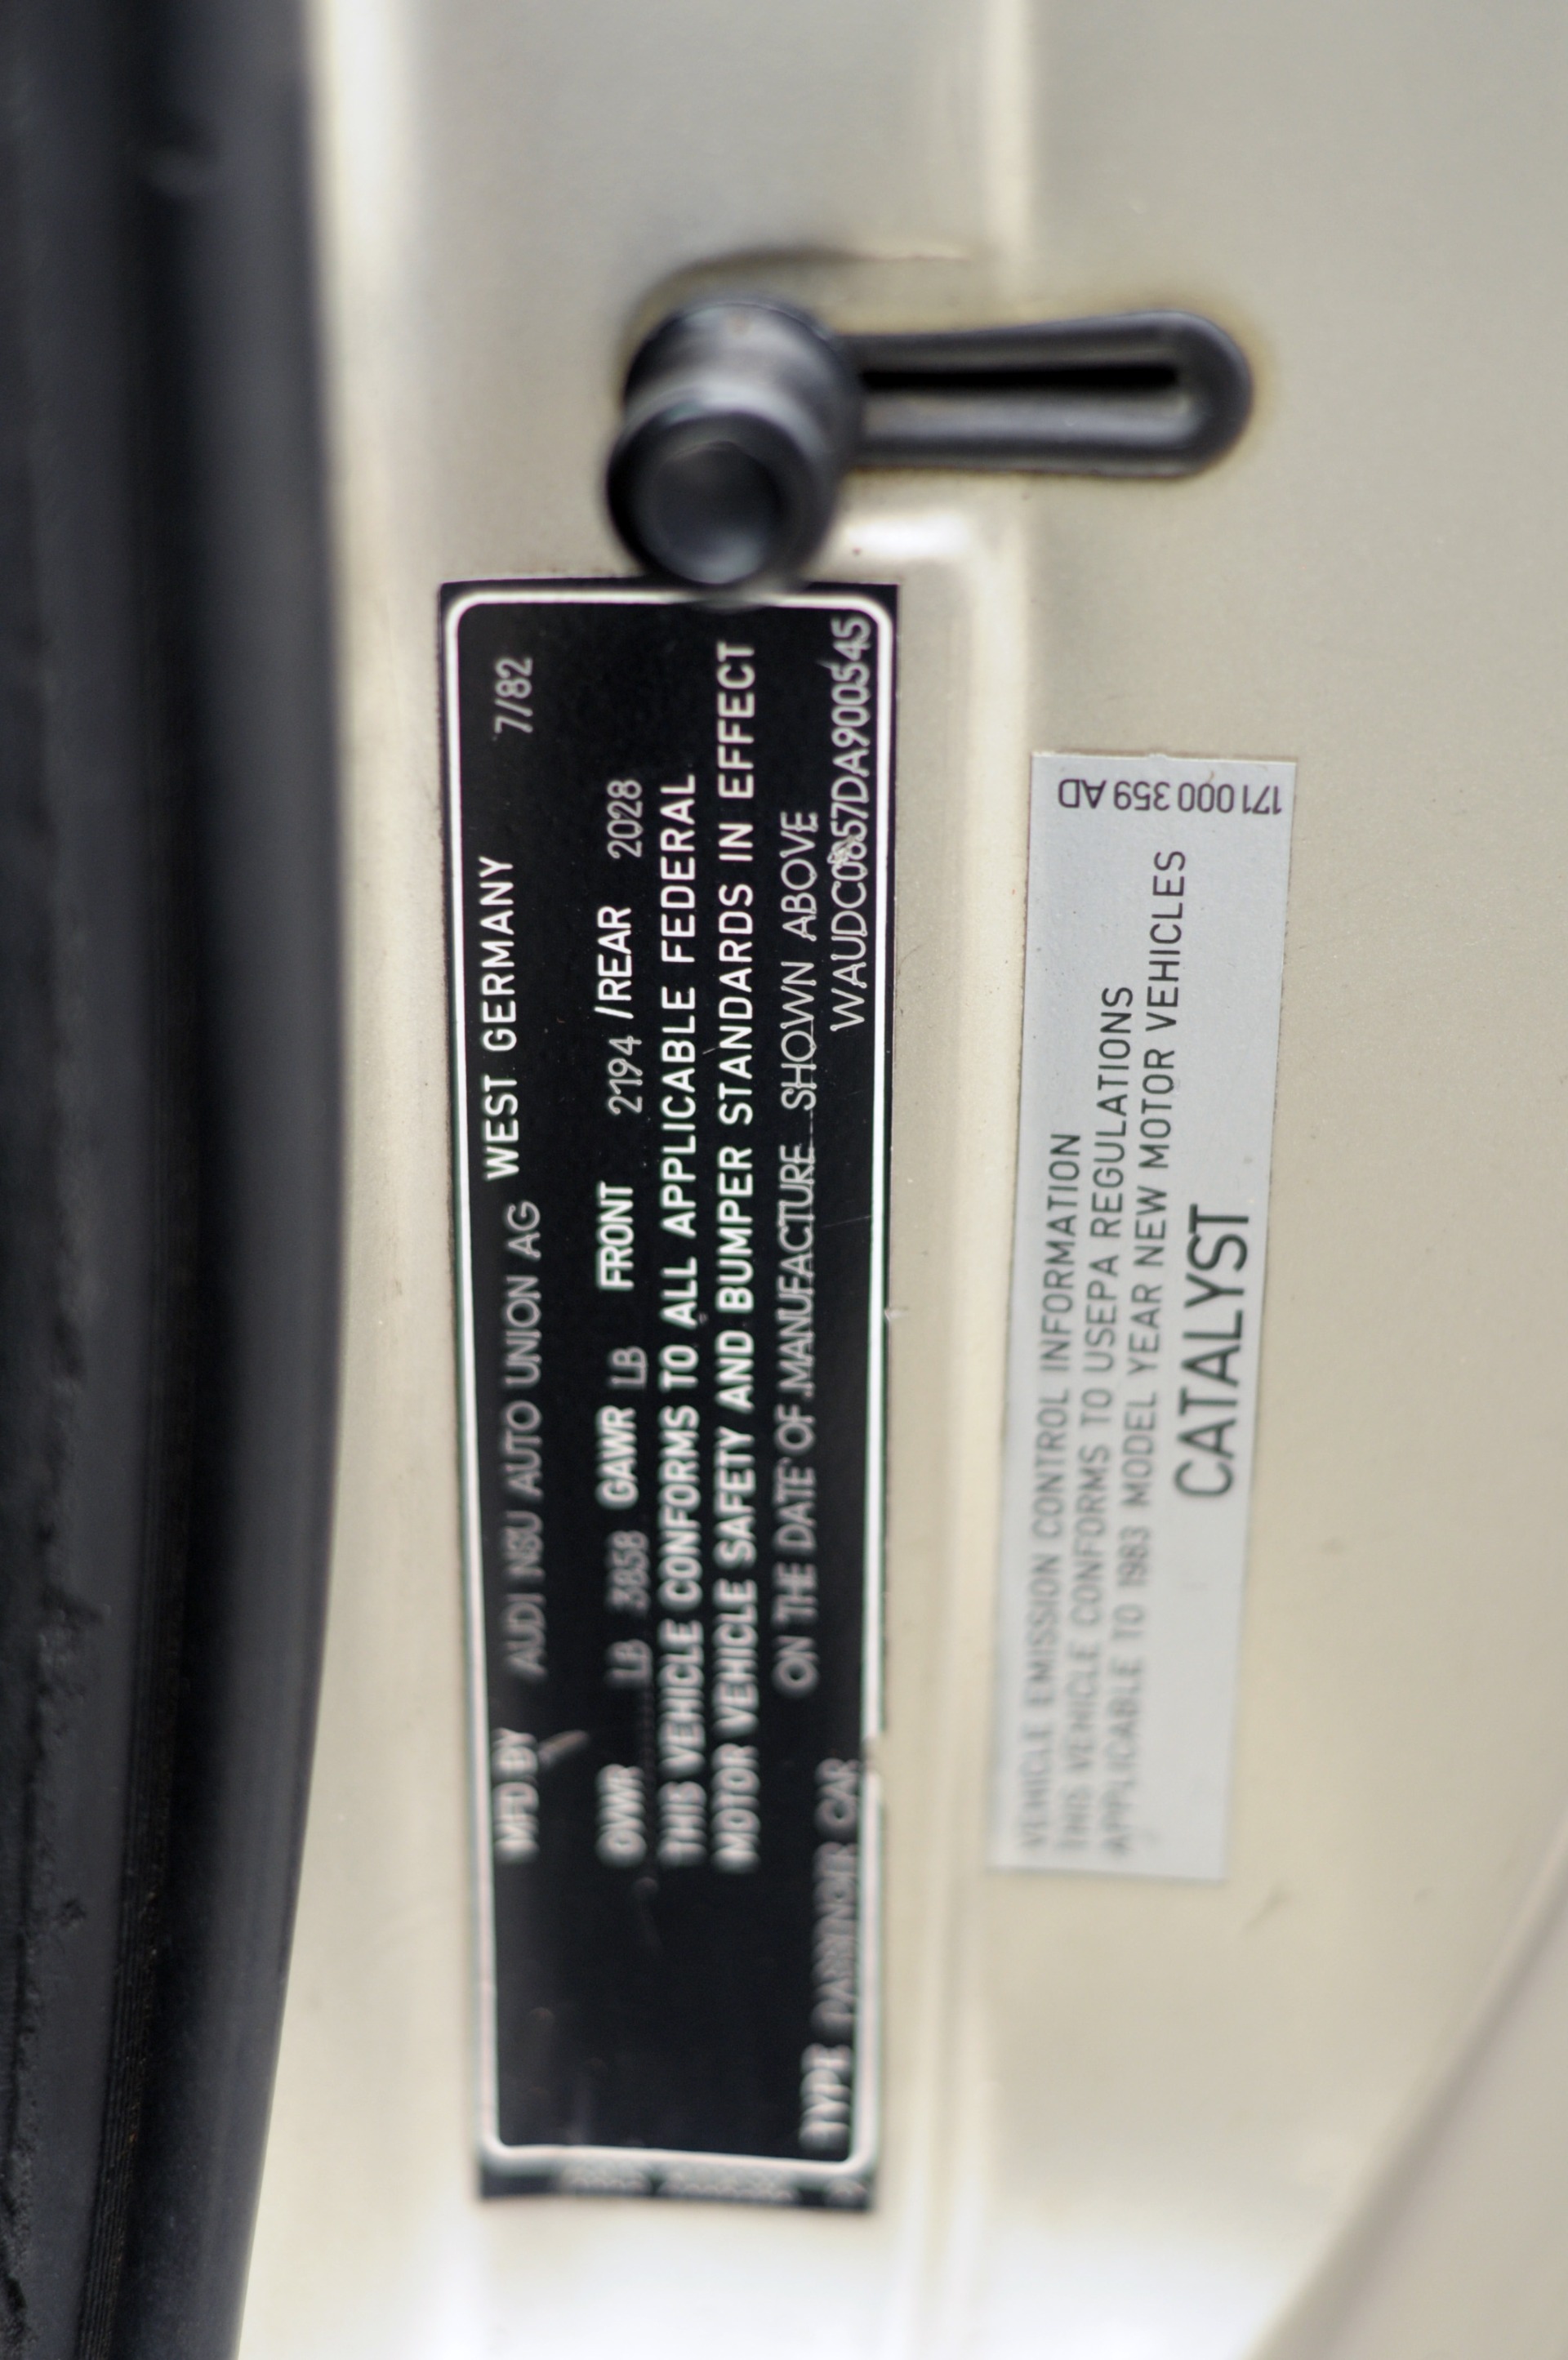 MFD BY AUDI NSU AUTO UNION AG WEST GERMANY 7/82
GVWR LB 3858 GAWR LB FRONT 2194 /REAR 2028
THIS VEHICLE CONFORMS TO ALL APPLICABLE FEDERAL
MOTOR VEHICLE SAFETY AND BUMPER STANDARDS IN EFFECT
ON THE DATE OF MANUFACTURE SHOWN ABOVE
TYPE PASSENGER CAR WAUDC0857DA900545
171 000 359 AD
VEHICLE EMISSION CONTROL INFORMATION
THIS VEHICLE CONFORMS TO USEPA REGULATIONS
APPLICABLE TO 1983 MODEL YEAR NEW MOTOR VEHICLES
CATALYST